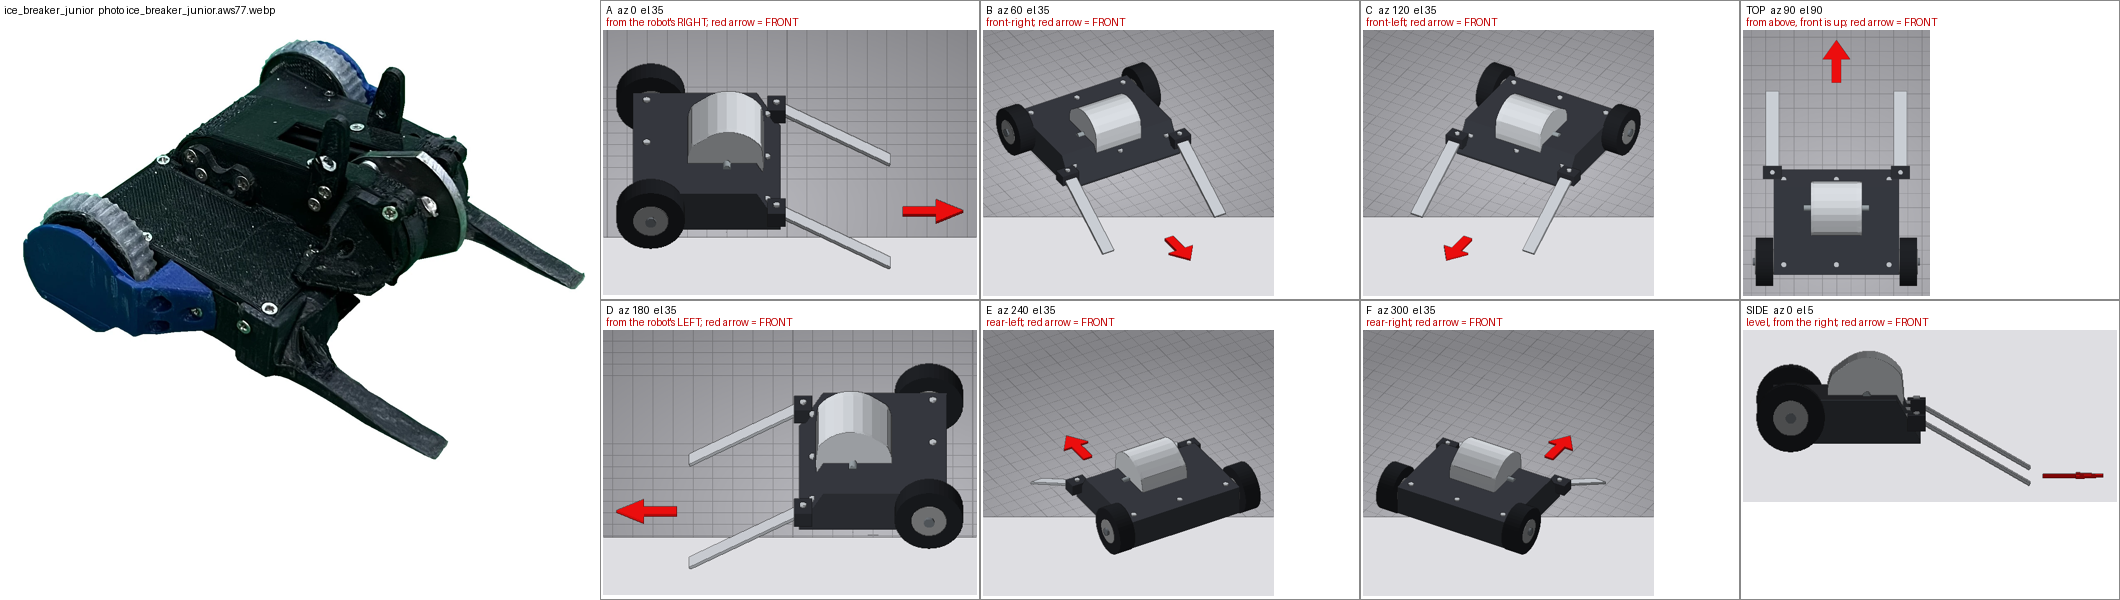 ice_breaker_junior photo ice_breaker_junior.aws77.webp
A az 0 el 35
from the robot's RIGHT; red arrow = FRONT
B az 60 el 35
front-right; red arrow = FRONT
C az 120 el 35
front-left; red arrow = FRONT
TOP az 90 el 90
from above, front is up; red arrow = FRONT
D az 180 el 35
from the robot's LEFT; red arrow = FRONT
E az 240 el 35
rear-left; red arrow = FRONT
F az 300 el 35
rear-right; red arrow = FRONT
SIDE az 0 el 5
level, from the right; red arrow = FRONT